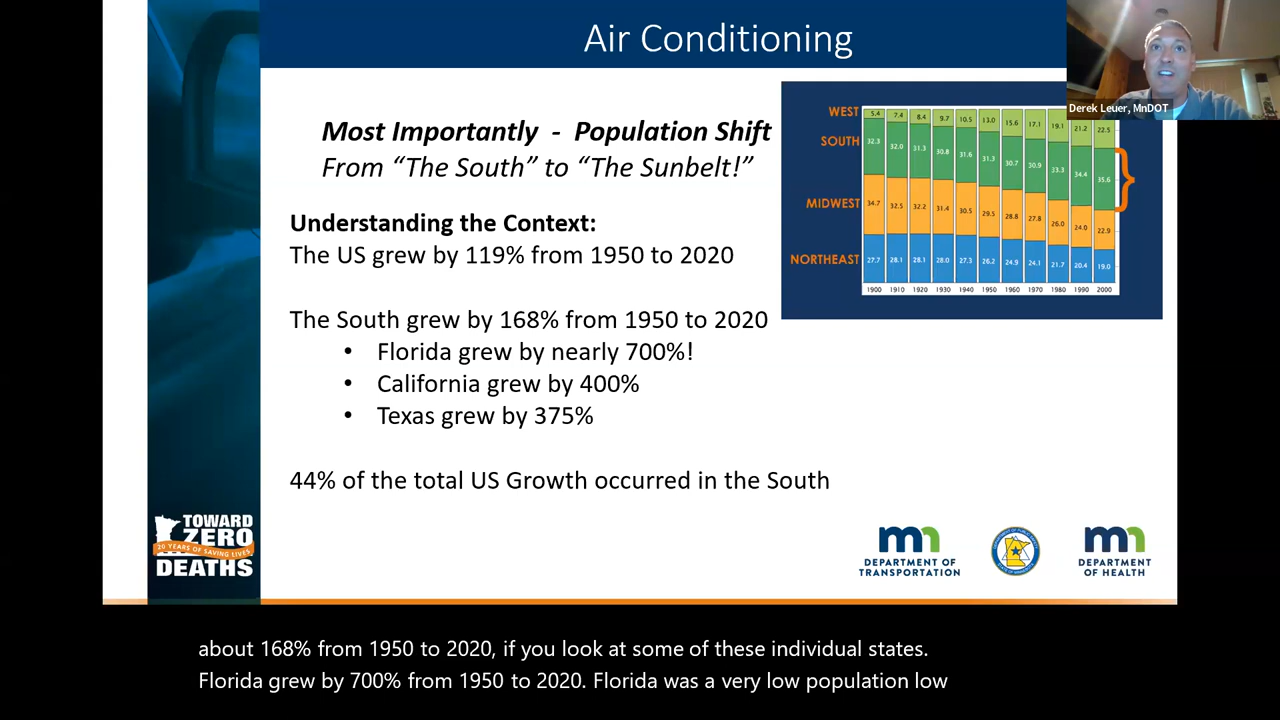 Air Conditioning
Derek Leuer, MnDOT
Most Importantly - Population Shift
From “The South” to “The Sunbelt!”
Understanding the Context:
The US grew by 119% from 1950 to 2020
The South grew by 168% from 1950 to 2020
• Florida grew by nearly 700%!
• California grew by 400%
• Texas grew by 375%
44% of the total US Growth occurred in the South
WEST 5.4 7.4 8.4 9.7 10.5 13.0 15.6 17.1 19.1 21.2 22.5
SOUTH 32.3 32.0 31.3 30.8 31.6 31.3 30.7 30.9 33.3 34.4 35.6
MIDWEST 34.7 32.5 32.2 31.4 30.5 29.5 28.8 27.8 26.0 24.0 22.9
NORTHEAST 27.7 28.1 28.1 28.0 27.3 26.2 24.9 24.1 21.7 20.4 19.0
1900 1910 1920 1930 1940 1950 1960 1970 1980 1990 2000
TOWARD
ZERO
20 YEARS OF SAVING LIVES
DEATHS
mn
DEPARTMENT OF
TRANSPORTATION
mn
DEPARTMENT
OF HEALTH
about 168% from 1950 to 2020, if you look at some of these individual states.
Florida grew by 700% from 1950 to 2020. Florida was a very low population low